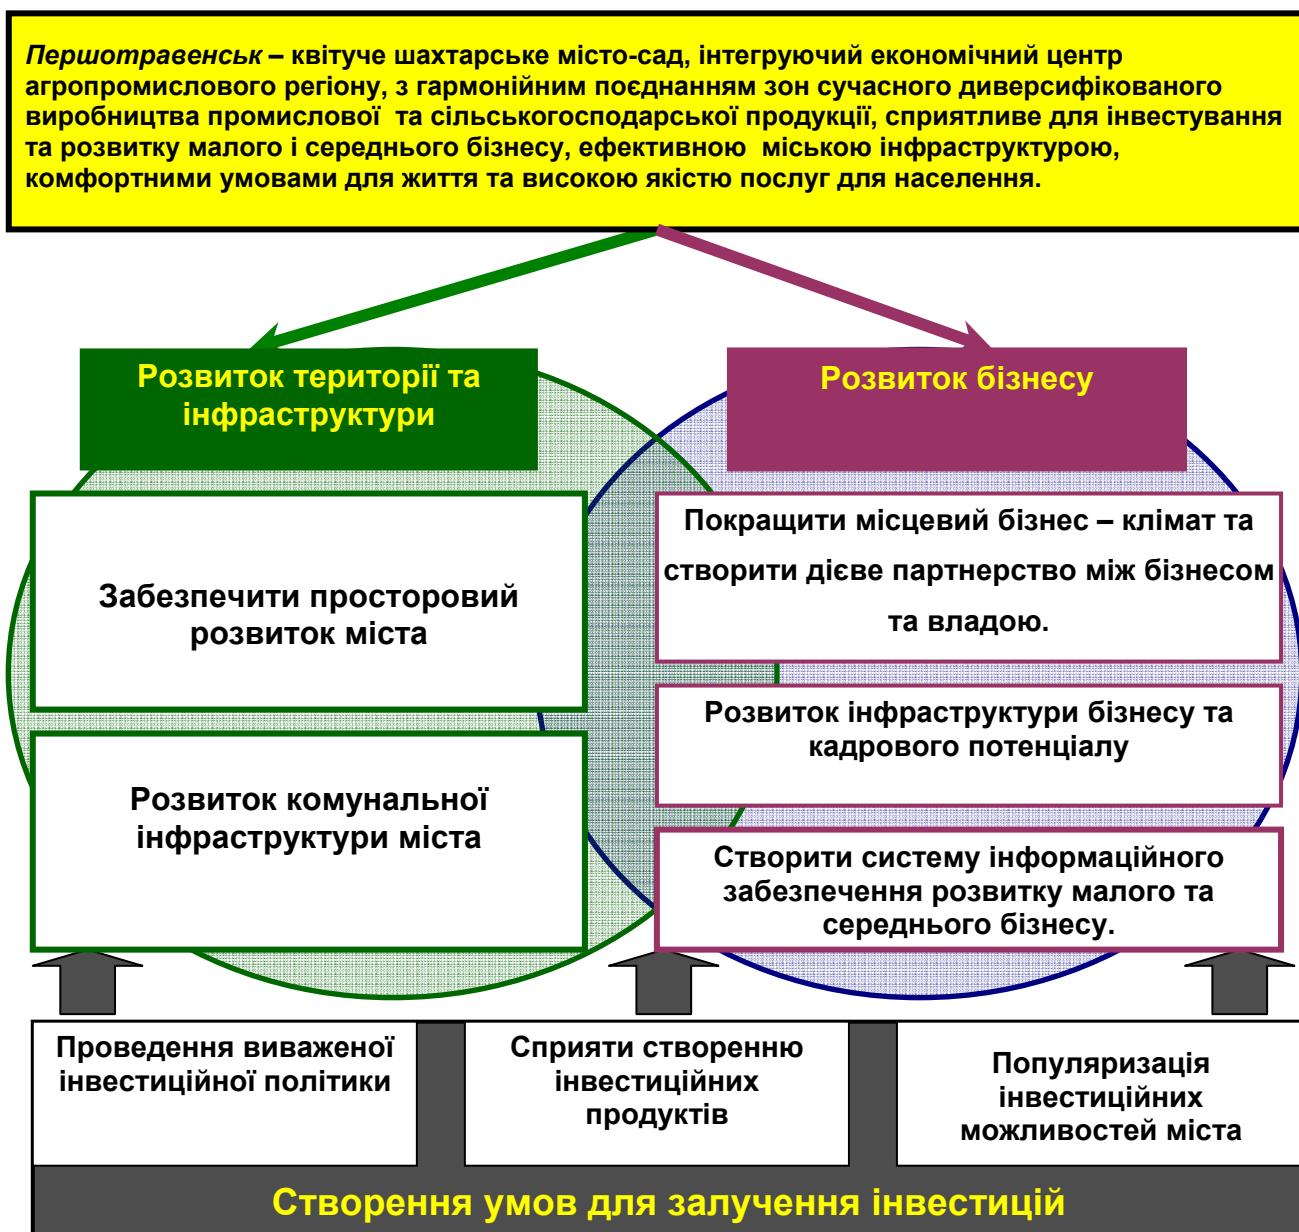 Першотравенськ – квітуче шахтарське місто-сад, інтегруючий економічний центр
агропромислового регіону, з гармонійним поєднанням зон сучасного диверсифікованого
виробництва промислової та сільськогосподарської продукції, сприятливе для інвестування
та розвитку малого і середнього бізнесу, ефективною міською інфраструктурою,
комфортними умовами для життя та високою якістю послуг для населення.
Розвиток території та
інфраструктури
Забезпечити просторовий
розвиток міста
Розвиток комунальної
інфраструктури міста
Розвиток бізнесу
Покращити місцевий бізнес – клімат та
створити дієве партнерство між бізнесом
та владою.
Розвиток інфраструктури бізнесу та
кадрового потенціалу
Створити систему інформаційного
забезпечення розвитку малого та
середнього бізнесу.
Проведення виваженої
інвестиційної політики
Сприяти створенню
інвестиційних
продуктів
Популяризація
інвестиційних
можливостей міста
Створення умов для залучення інвестицій